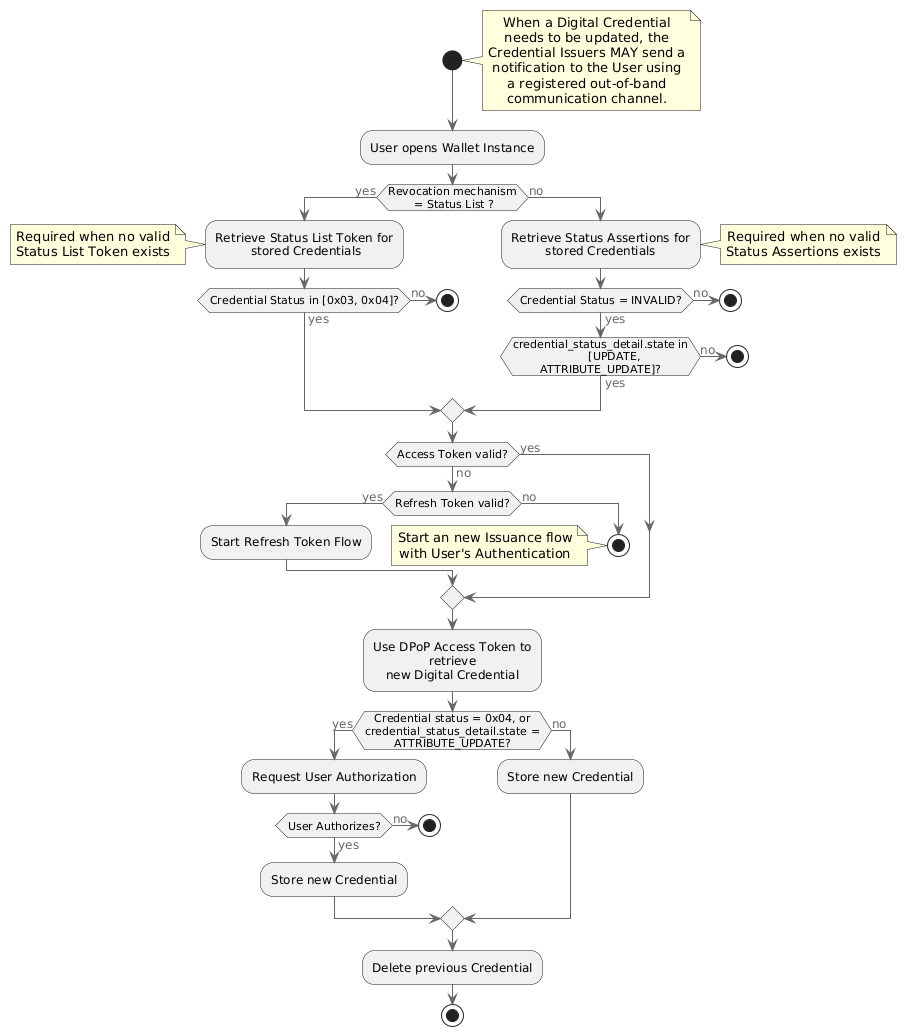 When a Digital Credential
needs to be updated, the
Credential Issuers MAY send a
notification to the User using
a registered out-of-band
communication channel.
User opens Wallet Instance
yes
Revocation mechanism
= Status List ?
no
Required when no valid
Status List Token exists
Retrieve Status List Token for
stored Credentials
Retrieve Status Assertions for
stored Credentials
Required when no valid
Status Assertions exists
Credential Status in [0x03, 0x04]?
no
yes
Credential Status = INVALID?
no
yes
credential_status_detail.state in
[UPDATE,
ATTRIBUTE_UPDATE]?
no
yes
Access Token valid?
yes
no
yes
Refresh Token valid?
no
Start Refresh Token Flow
Start an new Issuance flow
with User's Authentication
Use DPoP Access Token to
retrieve
new Digital Credential
yes
Credential status = 0x04, or
credential_status_detail.state =
ATTRIBUTE_UPDATE?
no
Request User Authorization
Store new Credential
User Authorizes?
no
yes
Store new Credential
Delete previous Credential